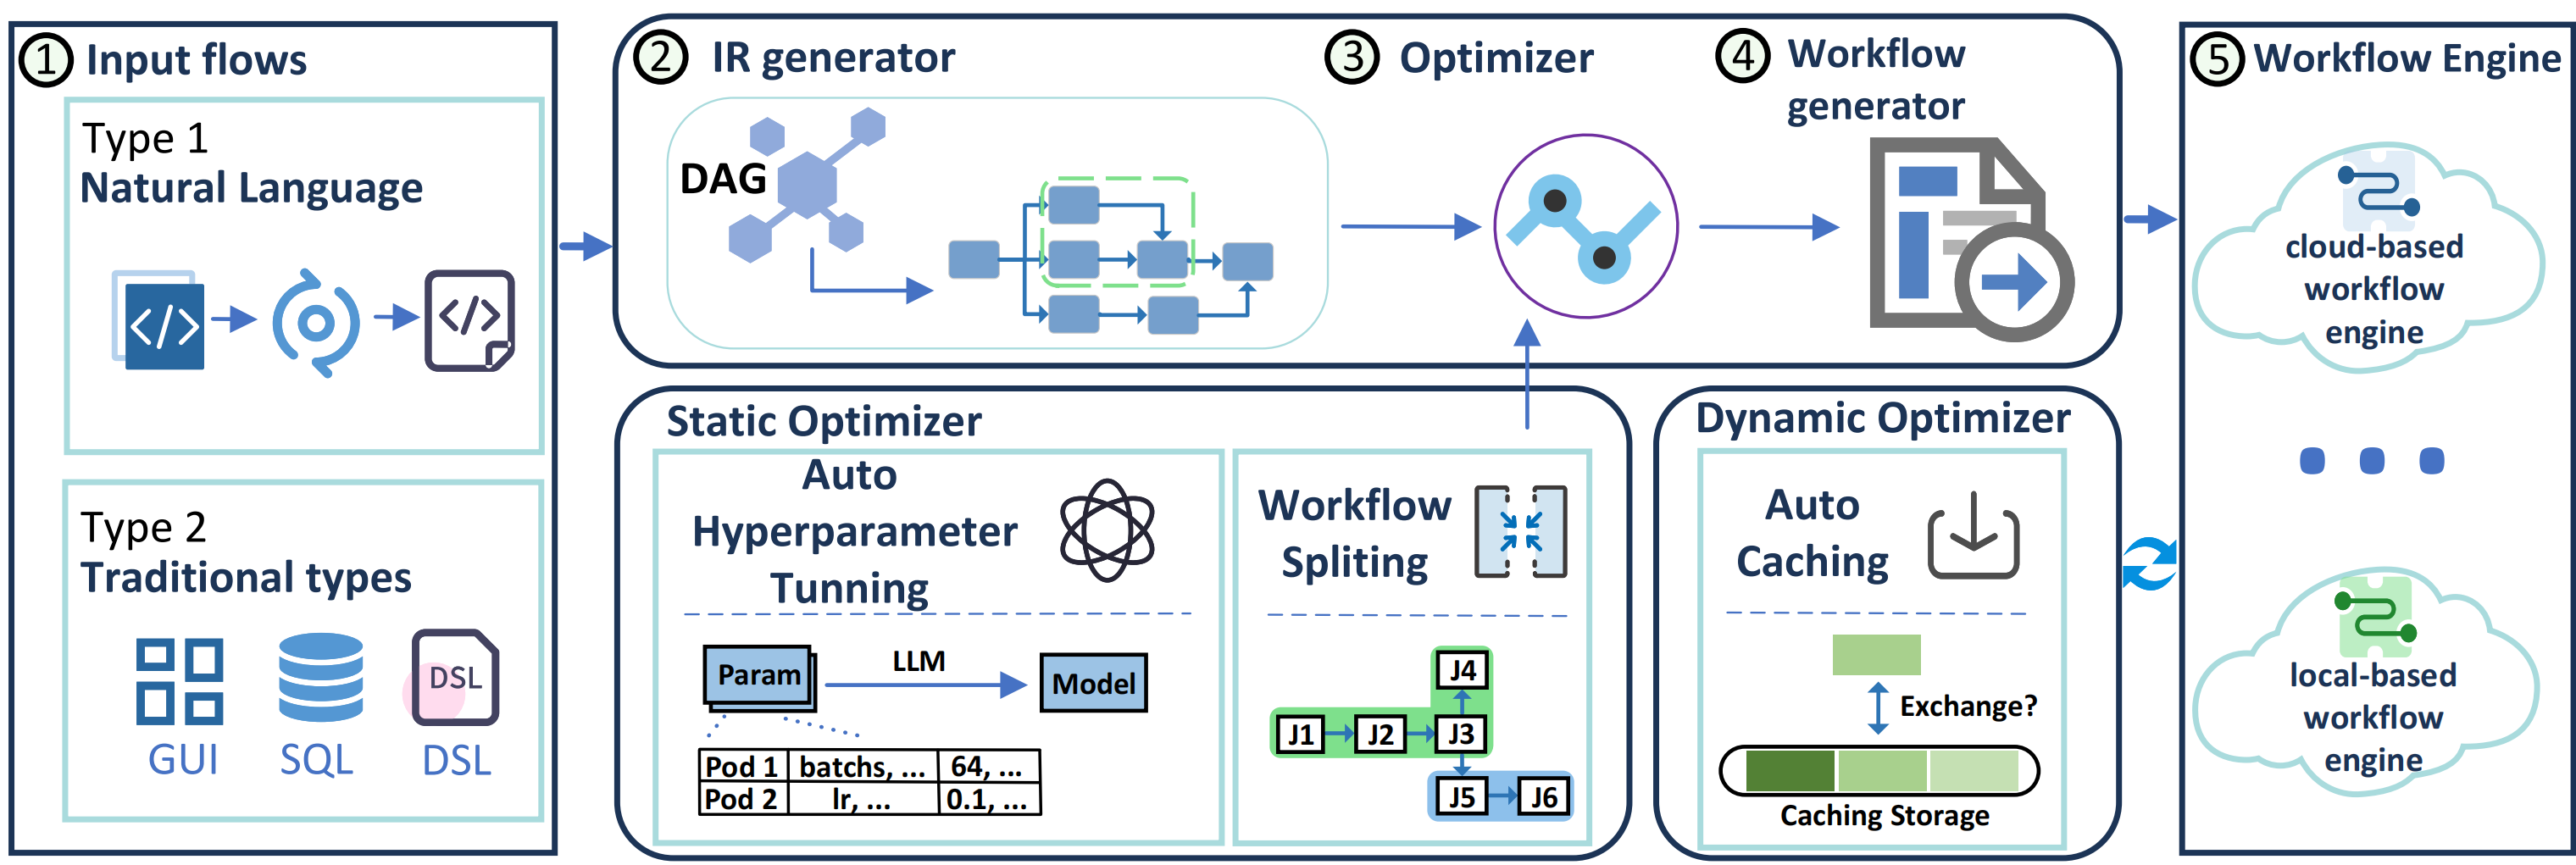 1 Input flows
Type 1
Natural Language
</>
</>
Type 2
Traditional types
DSL
GUI SQL DSL
2 IR generator
DAG
3 Optimizer
4 Workflow
generator
Static Optimizer
Auto
Hyperparameter
Tunning
Param
LLM
Model
Pod 1 batchs, ... 64, ...
Pod 2 lr, ... 0.1, ...
Workflow
Spliting
J4
J1 J2 J3
J5 J6
Dynamic Optimizer
Auto
Caching
Exchange?
Caching Storage
5 Workflow Engine
cloud-based
workflow
engine
local-based
workflow
engine